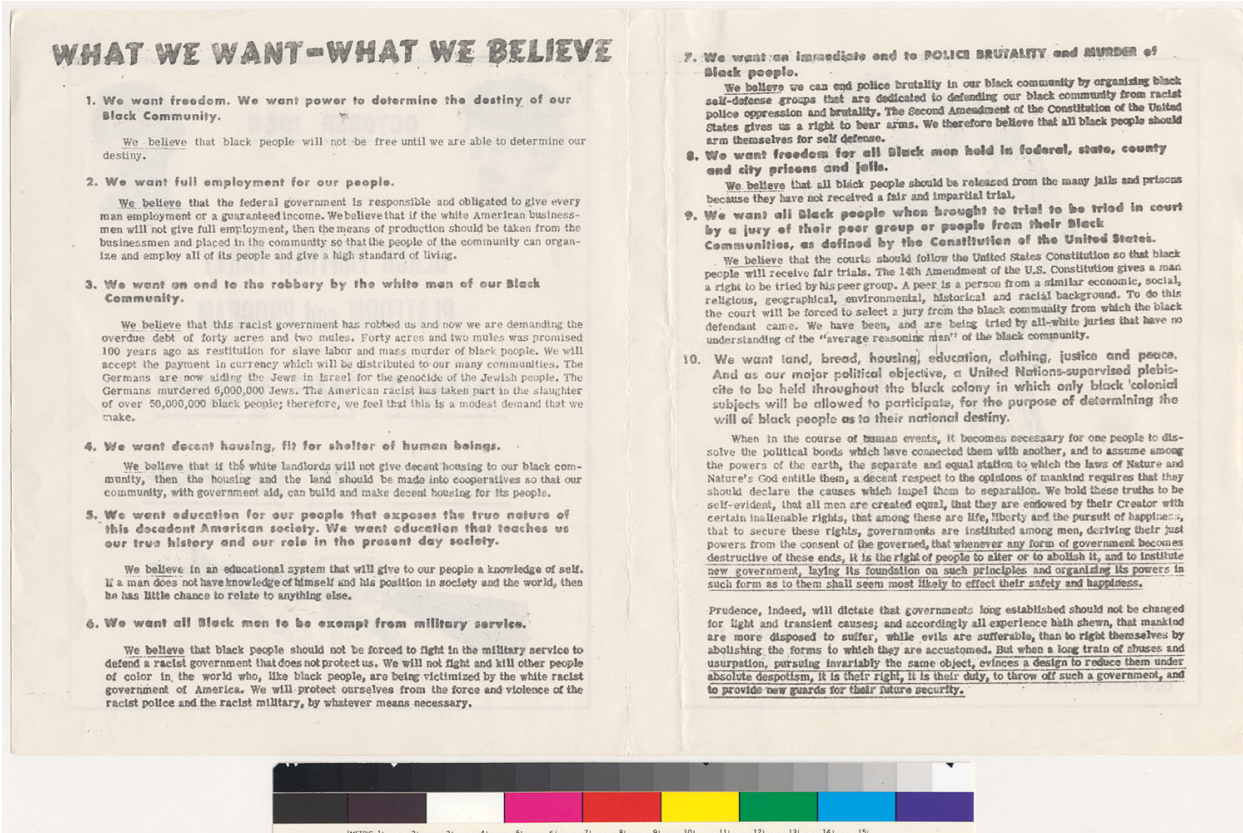 WHAT WE WANT-WHAT WE BELIEVE
1. We want freedom. We want power to determine the destiny of our
Black Community.
We believe that black people will not be free until we are able to determine our
destiny.
2. We want full employment for our people.
We believe that the federal government is responsible and obligated to give every
man employment or a guaranteed income. We believe that if the white American business-
men will not give full employment, then the means of production should be taken from the
businessmen and placed in the community so that the people of the community can organ-
ize and employ all of its people and give a high standard of living.
3. We want an end to the robbery by the white man of our Black
Community.
We believe that this racist government has robbed us and now we are demanding the
overdue debt of forty acres and two mules. Forty acres and two mules was promised
100 years ago as restitution for slave labor and mass murder of black people. We will
accept the payment in currency which will be distributed to our many communities. The
Germans are now aiding the Jews in Israel for the genocide of the Jewish people. The
Germans murdered 6,000,000 Jews. The American racist has taken part in the slaughter
of over 50,000,000 black people; therefore, we feel that this is a modest demand that we
make.
4. We want decent housing, fit for shelter of human beings.
We believe that if the white landlords will not give decent housing to our black com-
munity, then the housing and the land should be made into cooperatives so that our
community, with government aid, can build and make decent housing for its people.
5. We want education for our people that exposes the true nature of
this decadent American society. We want education that teaches us
our true history and our role in the present day society.
We believe in an educational system that will give to our people a knowledge of self.
If a man does not have knowledge of himself and his position in society and the world, then
he has little chance to relate to anything else.
6. We want all Black men to be exempt from military service.
We believe that black people should not be forced to fight in the military service to
defend a racist government that does not protect us. We will not fight and kill other people
of color in the world who, like black people, are being victimized by the white racist
government of America. We will protect ourselves from the force and violence of the
racist police and the racist military, by whatever means necessary.
7. We want an immediate end to POLICE BRUTALITY and MURDER of
Black people.
We believe we can end police brutality in our black community by organizing black
self-defense groups that are dedicated to defending our black community from racist
police oppression and brutality. The Second Amendment of the Constitution of the United
States gives us a right to bear arms. We therefore believe that all black people should
arm themselves for self defense.
8. We want freedom for all Black men held in federal, state, county
and city prisons and jails.
We believe that all black people should be released from the many jails and prisons
because they have not received a fair and impartial trial.
9. We want all Black people when brought to trial to be tried in court
by a jury of their peer group or people from their Black
Communities, as defined by the Constitution of the United States.
We believe that the courts should follow the United States Constitution so that black
people will receive fair trials. The 14th Amendment of the U.S. Constitution gives a man
a right to be tried by his peer group. A peer is a person from a similar economic, social,
religious, geographical, environmental, historical and racial background. To do this
the court will be forced to select a jury from the black community from which the black
defendant came. We have been, and are being tried by all-white juries that have no
understanding of the "average reasoning man" of the black community.
10. We want land, bread, housing, education, clothing, justice and peace.
And as our major political objective, a United Nations-supervised plebis-
cite to be held throughout the black colony in which only black colonial
subjects will be allowed to participate, for the purpose of determining the
will of black people as to their national destiny.
When in the course of human events, it becomes necessary for one people to dis-
solve the political bonds which have connected them with another, and to assume among
the powers of the earth, the separate and equal station to which the laws of Nature and
Nature's God entitle them, a decent respect to the opinions of mankind requires that they
should declare the causes which impel them to separation. We hold these truths to be
self-evident, that all men are created equal, that they are endowed by their Creator with
certain inalienable rights, that among these are life, liberty and the pursuit of happiness,
that to secure these rights, governments are instituted among men, deriving their just
powers from the consent of the governed, that whenever any form of government becomes
destructive of these ends, it is the right of people to alter or to abolish it, and to institute
new government, laying its foundation on such principles and organizing its powers in
such form as to them shall seem most likely to effect their safety and happiness.
Prudence, indeed, will dictate that governments long established should not be changed
for light and transient causes; and accordingly all experience hath shewn, that mankind
are more disposed to suffer, while evils are sufferable, than to right themselves by
abolishing the forms to which they are accustomed. But when a long train of abuses and
usurpation, pursuing invariably the same object, evinces a design to reduce them under
absolute despotism, it is their right, it is their duty, to throw off such a government, and
to provide new guards for their future security.